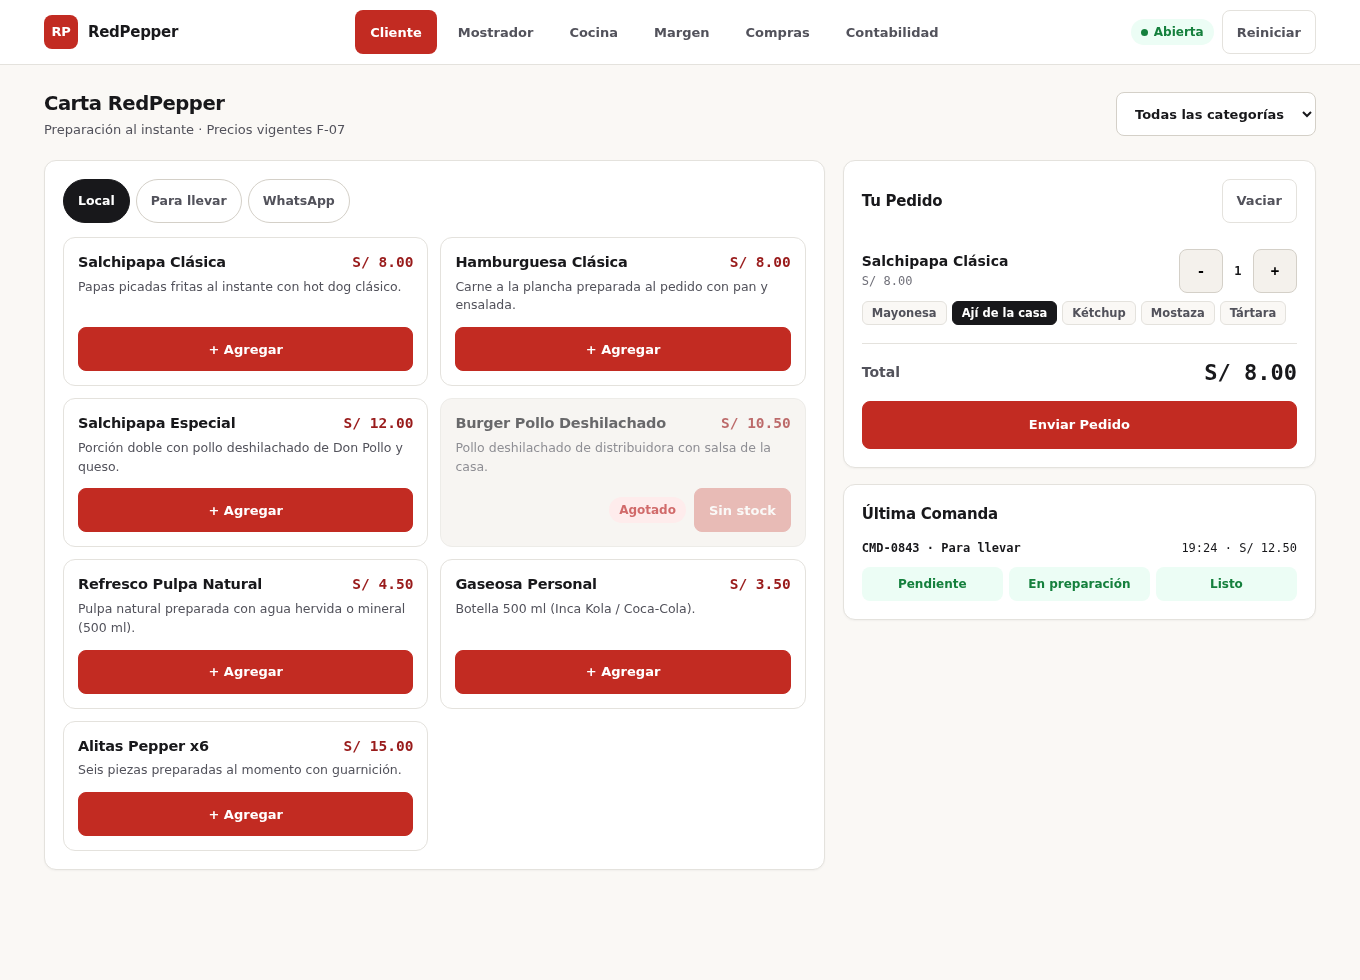 RP RedPepper
Cliente Mostrador Cocina Margen Compras Contabilidad
Abierta Reiniciar
Carta RedPepper
Preparación al instante · Precios vigentes F-07
Todas las categorías
Local Para llevar WhatsApp
Salchipapa Clásica S/ 8.00
Papas picadas fritas al instante con hot dog clásico.
+ Agregar
Hamburguesa Clásica S/ 8.00
Carne a la plancha preparada al pedido con pan y
ensalada.
+ Agregar
Salchipapa Especial S/ 12.00
Porción doble con pollo deshilachado de Don Pollo y
queso.
+ Agregar
Burger Pollo Deshilachado S/ 10.50
Pollo deshilachado de distribuidora con salsa de la
casa.
Agotado Sin stock
Refresco Pulpa Natural S/ 4.50
Pulpa natural preparada con agua hervida o mineral
(500 ml).
+ Agregar
Gaseosa Personal S/ 3.50
Botella 500 ml (Inca Kola / Coca-Cola).
+ Agregar
Alitas Pepper x6 S/ 15.00
Seis piezas preparadas al momento con guarnición.
+ Agregar
Tu Pedido Vaciar
Salchipapa Clásica
S/ 8.00
- 1 +
Mayonesa Ají de la casa Kétchup Mostaza Tártara
Total S/ 8.00
Enviar Pedido
Última Comanda
CMD-0843 · Para llevar 19:24 · S/ 12.50
Pendiente En preparación Listo